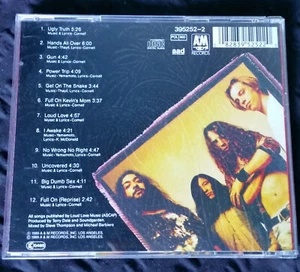 1. Ugly Truth 5:26
Music & Lyrics-Cornell
2. Hands All Over 6:00
Music-Thayil, Lyrics-Cornell
3. Gun 4:42
Music & Lyrics-Cornell
4. Power Trip 4:09
Music-Yamamoto, Lyrics-Cornell
5. Get On The Snake 3:44
Music-Thayil, Lyrics-Cornell
6. Full On Kevin's Mom 3:37
Music & Lyrics-Cornell
7. Loud Love 4:57
Music & Lyrics-Cornell
8. I Awake 4:21
Music-Yamamoto,
Lyrics-K. McDonald
9. No Wrong No Right 4:47
Music-Yamamoto, Lyrics-Cornell
10. Uncovered 4:30
Music & Lyrics-Cornell
11. Big Dumb Sex 4:11
Music & Lyrics-Cornell
12. Full On (Reprise) 2:42
Music & Lyrics-Cornell
All songs published by Loud Love Music (ASCAP)
Produced by Terry Date and Soundgarden.
Mixed by Steve Thompson and Michael Barbiero
395252-2
A&M
RECORDS